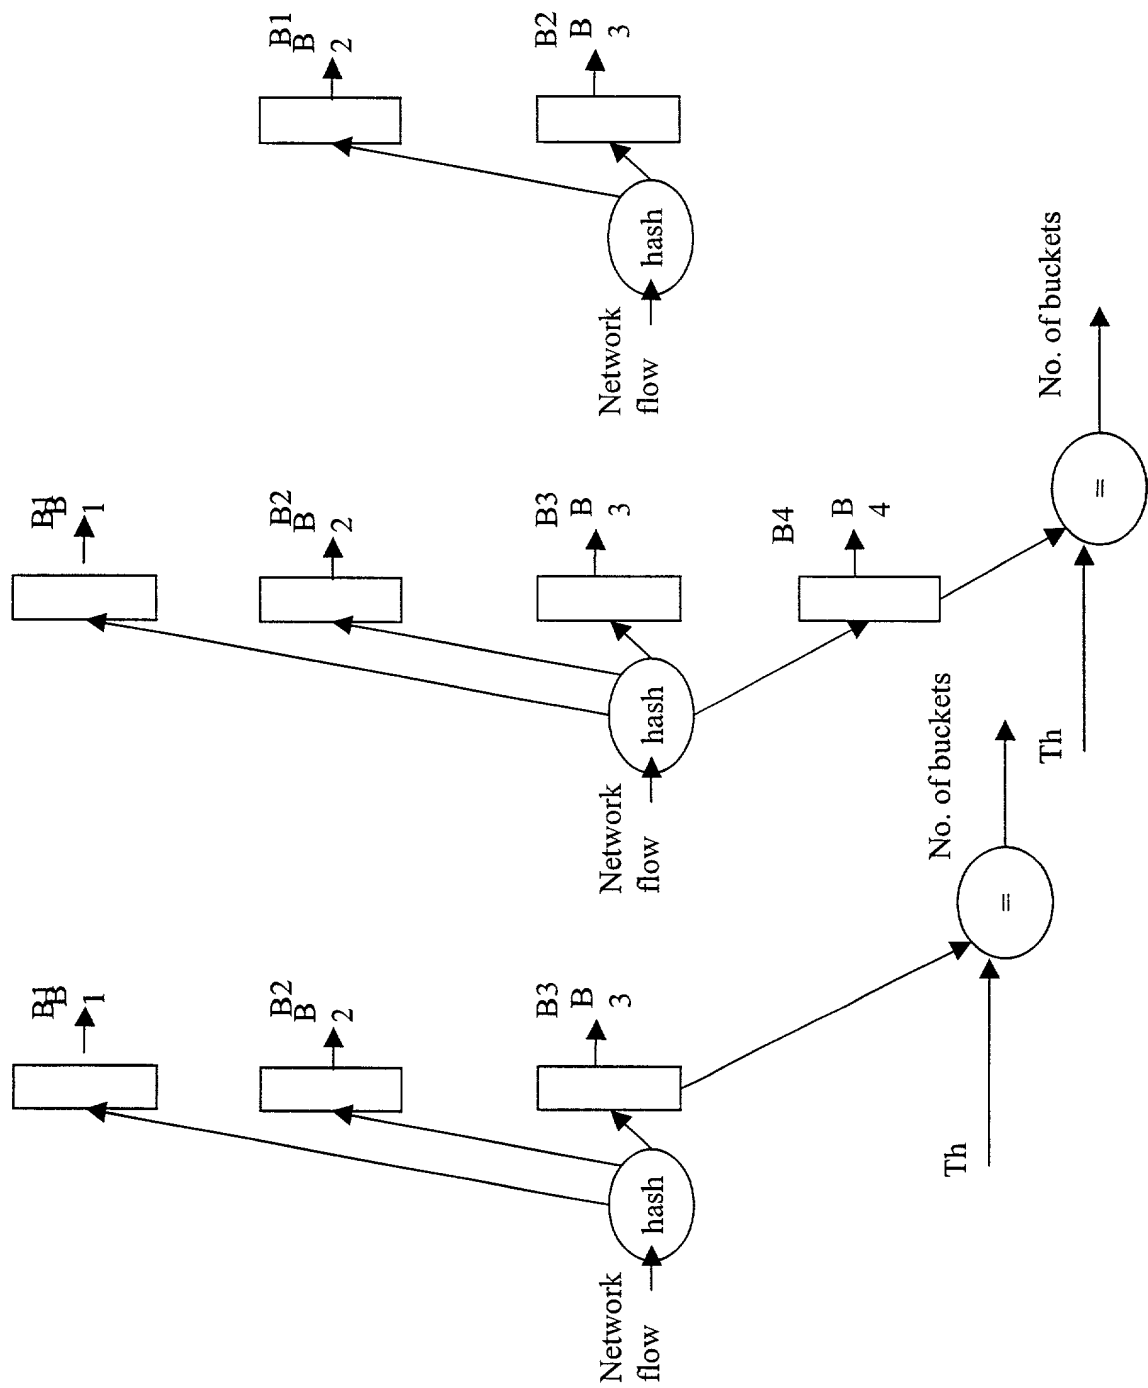 B1
B
1
B2
B
2
B3
B
3
Network
flow
hash
No. of buckets
Th
=
B1
B
1
B2
B
2
B3
B
3
Network
flow
hash
B4
B
4
No. of buckets
Th
=
B1
B
2
B2
B
3
Network
flow
hash